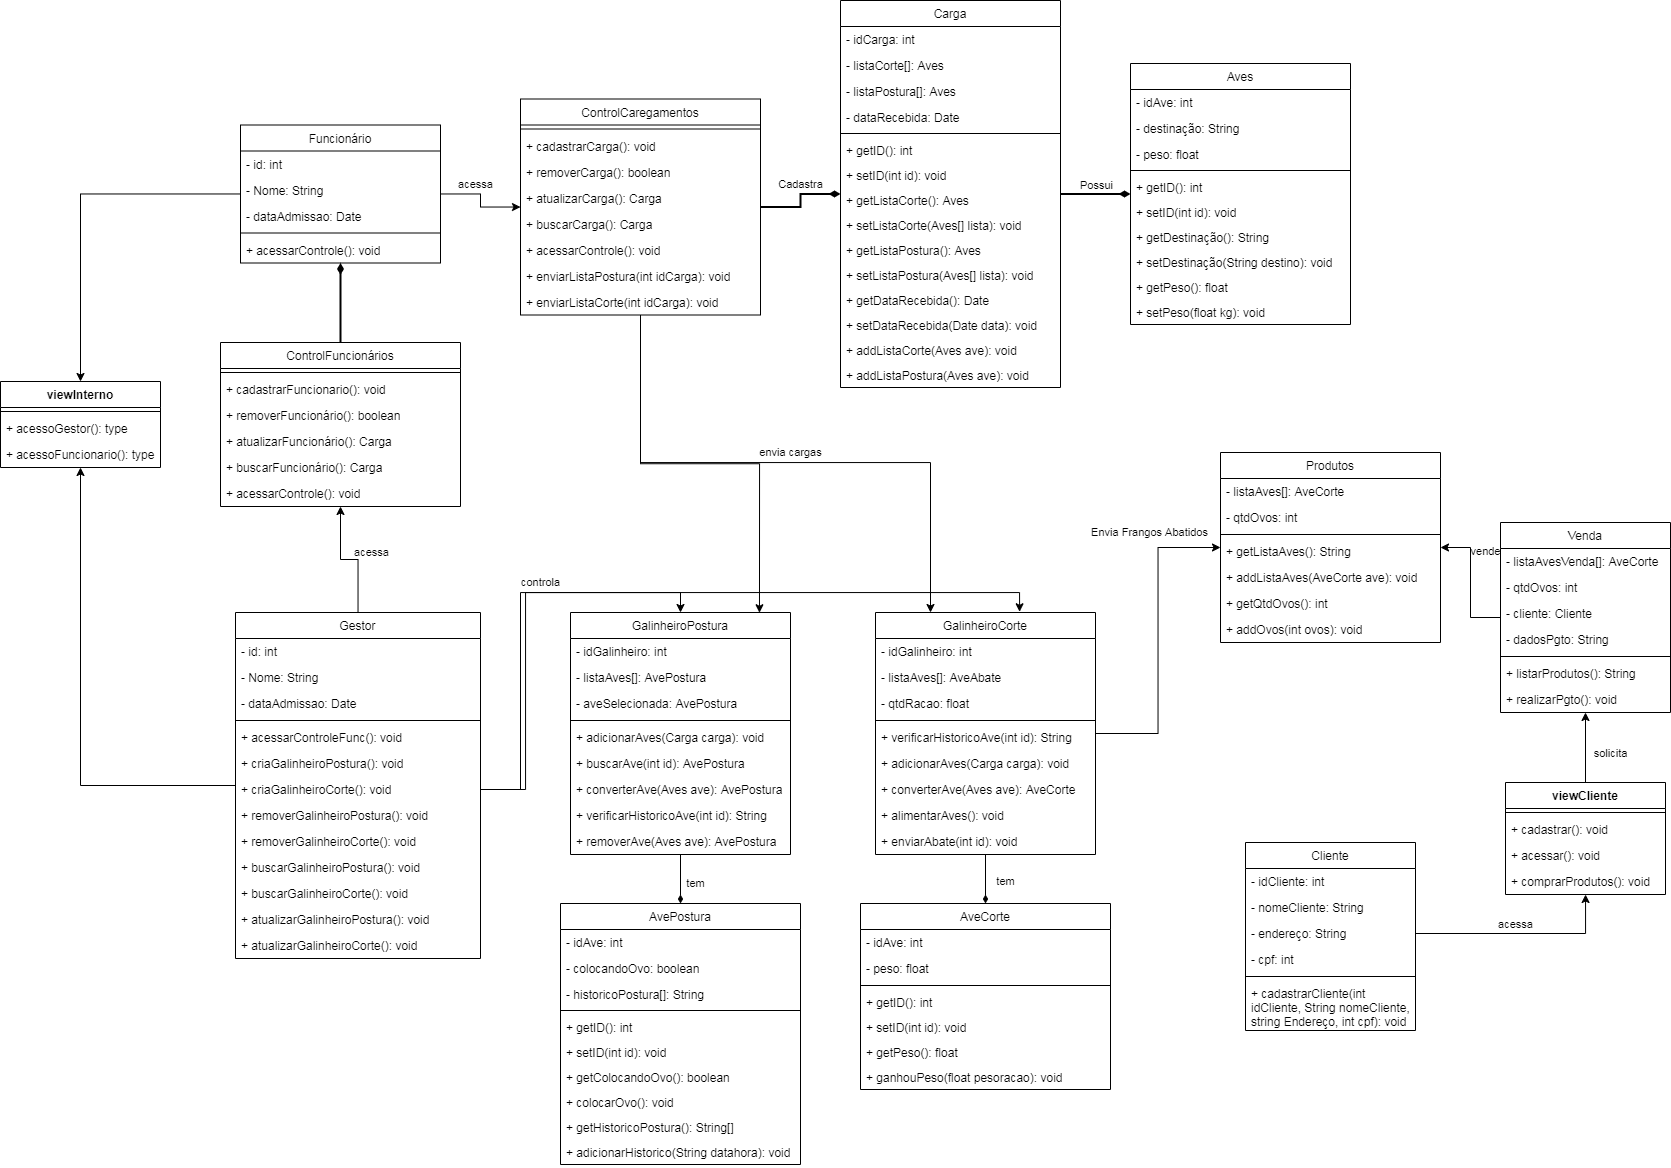 Carga
- idCarga: int
- listaCorte[]: Aves
- listaPostura[]: Aves
- dataRecebida: Date
+ getID(): int
+ setID(int id): void
+ getListaCorte(): Aves
+ setListaCorte(Aves[] lista): void
+ getListaPostura(): Aves
+ setListaPostura(Aves[] lista): void
+ getDataRecebida(): Date
+ setDataRecebida(Date data): void
+ addListaCorte(Aves ave): void
+ addListaPostura(Aves ave): void
Aves
- idAve: int
- destinação: String
- peso: float
+ getID(): int
+ setID(int id): void
+ getDestinação(): String
+ setDestinação(String destino): void
+ getPeso(): float
+ setPeso(float kg): void
Possui
Cadastra
ControlCaregamentos
+ cadastrarCarga(): void
+ removerCarga(): boolean
+ atualizarCarga(): Carga
+ buscarCarga(): Carga
+ acessarControle(): void
+ enviarListaPostura(int idCarga): void
+ enviarListaCorte(int idCarga): void
acessa
Funcionário
- id: int
- Nome: String
- dataAdmissao: Date
+ acessarControle(): void
ControlFuncionários
+ cadastrarFuncionario(): void
+ removerFuncionário(): boolean
+ atualizarFuncionário(): Carga
+ buscarFuncionário(): Carga
+ acessarControle(): void
viewInterno
+ acessoGestor(): type
+ acessoFuncionario(): type
acessa
envia cargas
controla
Gestor
- id: int
- Nome: String
- dataAdmissao: Date
+ acessarControleFunc(): void
+ criaGalinheiroPostura(): void
+ criaGalinheiroCorte(): void
+ removerGalinheiroPostura(): void
+ removerGalinheiroCorte(): void
+ buscarGalinheiroPostura(): void
+ buscarGalinheiroCorte(): void
+ atualizarGalinheiroPostura(): void
+ atualizarGalinheiroCorte(): void
GalinheiroPostura
- idGalinheiro: int
- listaAves[]: AvePostura
- aveSelecionada: AvePostura
+ adicionarAves(Carga carga): void
+ buscarAve(int id): AvePostura
+ converterAve(Aves ave): AvePostura
+ verificarHistoricoAve(int id): String
+ removerAve(Aves ave): AvePostura
tem
AvePostura
- idAve: int
- colocandoOvo: boolean
- historicoPostura[]: String
+ getID(): int
+ setID(int id): void
+ getColocandoOvo(): boolean
+ colocarOvo(): void
+ getHistoricoPostura(): String[]
+ adicionarHistorico(String datahora): void
GalinheiroCorte
- idGalinheiro: int
- listaAves[]: AveAbate
- qtdRacao: float
+ verificarHistoricoAve(int id): String
+ adicionarAves(Carga carga): void
+ converterAve(Aves ave): AveCorte
+ alimentarAves(): void
+ enviarAbate(int id): void
tem
AveCorte
- idAve: int
- peso: float
+ getID(): int
+ setID(int id): void
+ getPeso(): float
+ ganhouPeso(float pesoracao): void
Envia Frangos Abatidos
Produtos
- listaAves[]: AveCorte
- qtdOvos: int
+ getListaAves(): String
+ addListaAves(AveCorte ave): void
+ getQtdOvos(): int
+ addOvos(int ovos): void
vende
Venda
- listaAvesVenda[]: AveCorte
- qtdOvos: int
- cliente: Cliente
- dadosPgto: String
+ listarProdutos(): String
+ realizarPgto(): void
solicita
viewCliente
+ cadastrar(): void
+ acessar(): void
+ comprarProdutos(): void
acessa
Cliente
- idCliente: int
- nomeCliente: String
- endereço: String
- cpf: int
+ cadastrarCliente(int
idCliente, String nomeCliente,
string Endereço, int cpf): void